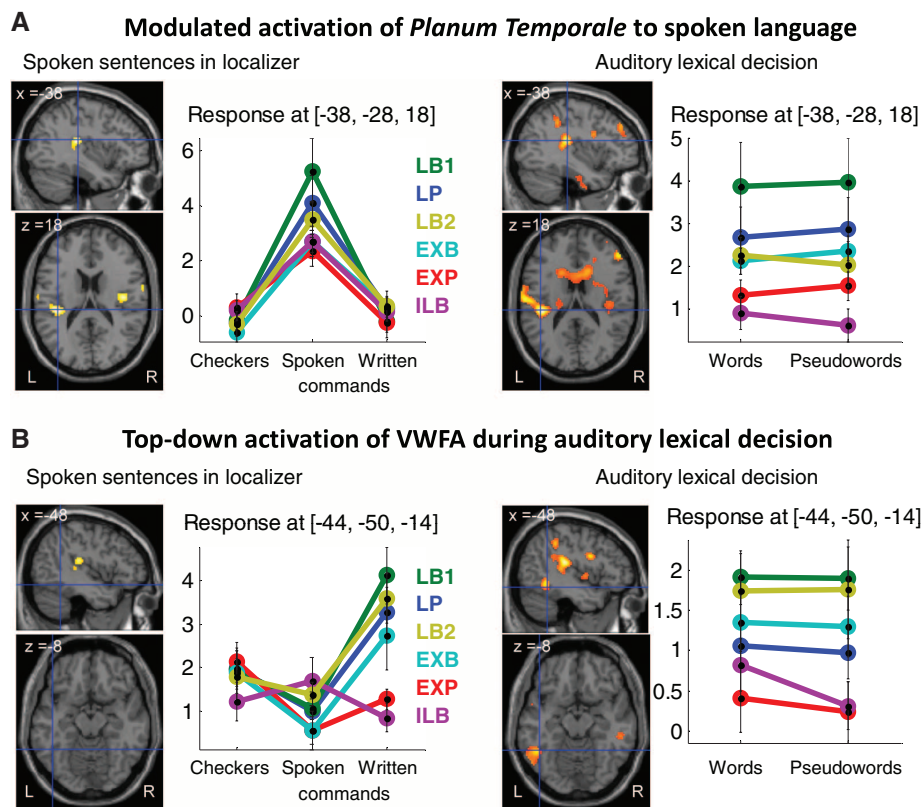 A
Modulated activation of Planum Temporale to spoken language
Spoken sentences in localizer
Auditory lexical decision
x =-38
z =18
L
R
Response at [-38, -28, 18]
6
4
2
0
Checkers
Spoken
Written
commands
LB1
LP
LB2
EXB
EXP
ILB
x =-38
z =18
L
R
Response at [-38, -28, 18]
5
4
3
2
1
Words
Pseudowords
B
Top-down activation of VWFA during auditory lexical decision
Spoken sentences in localizer
Auditory lexical decision
x =-48
z =-8
L
R
Response at [-44, -50, -14]
4
3
2
1
Checkers
Spoken
Written
commands
LB1
LP
LB2
EXB
EXP
ILB
x =-48
z =-8
L
R
Response at [-44, -50, -14]
2
1.5
1
0.5
0
Words
Pseudowords